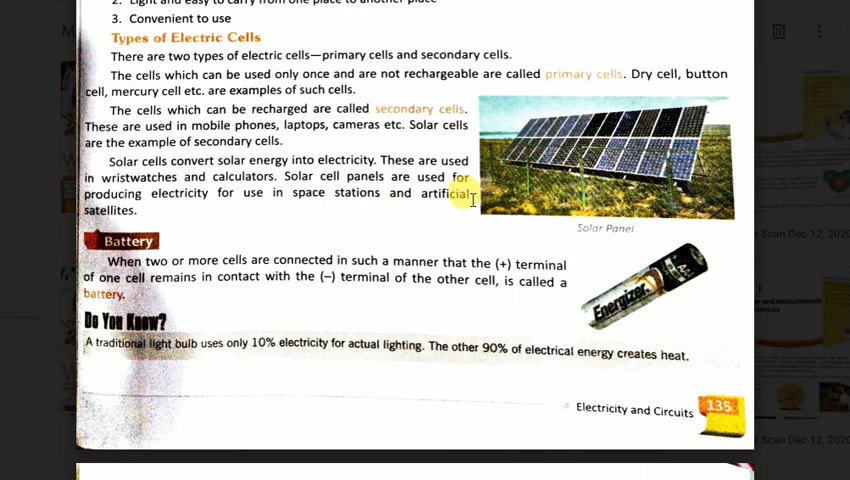 2. Light and easy to carry from one place to another place
3. Convenient to use
Types of Electric Cells
There are two types of electric cells—primary cells and secondary cells.
The cells which can be used only once and are not rechargeable are called primary cells. Dry cell, button
cell, mercury cell etc. are examples of such cells.
The cells which can be recharged are called secondary cells.
These are used in mobile phones, laptops, cameras etc. Solar cells
are the example of secondary cells.
Solar cells convert solar energy into electricity. These are used
in wristwatches and calculators. Solar cell panels are used for
producing electricity for use in space stations and artificial
satellites.
Solar Panel
Battery
When two or more cells are connected in such a manner that the (+) terminal
of one cell remains in contact with the (−) terminal of the other cell, is called a
battery.
Energizer
Do You Know?
A traditional light bulb uses only 10% electricity for actual lighting. The other 90% of electrical energy creates heat.
Electricity and Circuits 135
e Scan Dec 12, 2020
on and Measurement
e Scan Dec 12, 2020